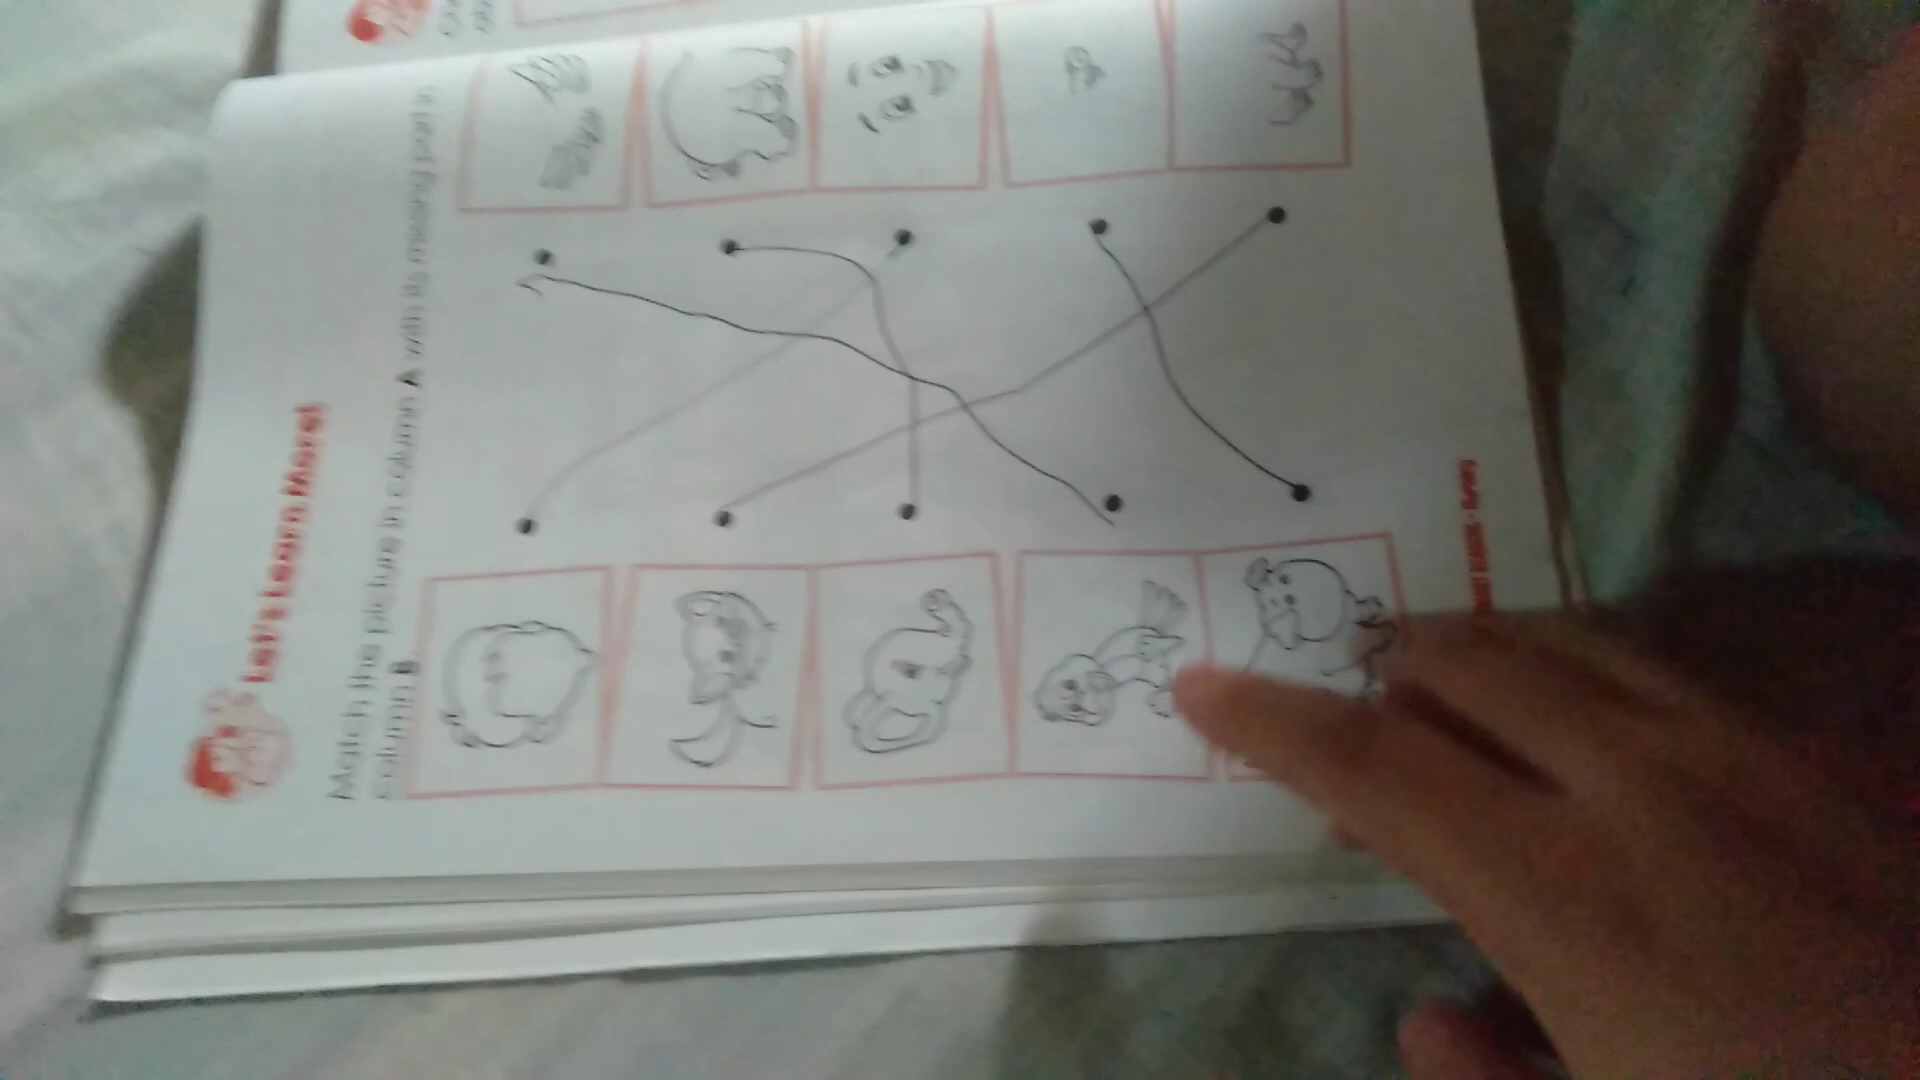 Let's Learn More!
Match the picture in column A with its missing part in
column B